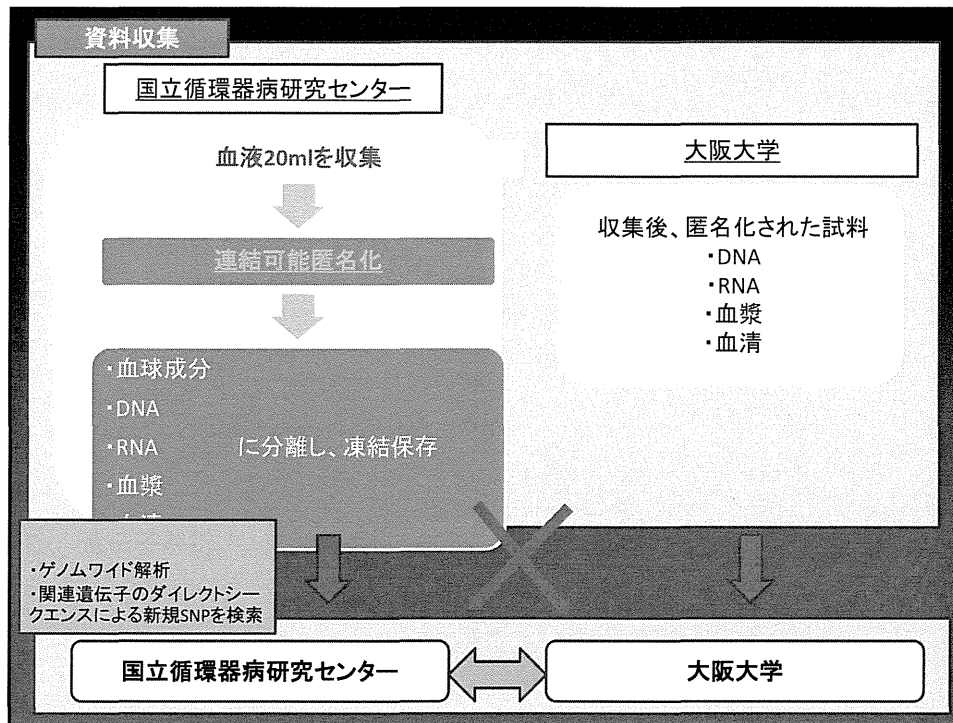 資料収集
国立循環器病研究センター
血液20mlを収集
連結可能匿名化
・血球成分
・DNA
・RNA に分離し、凍結保存
・血漿
大阪大学
収集後、匿名化された試料
・DNA
・RNA
・血漿
・血清
・ゲノムワイド解析
・関連遺伝子のダイレクトシー
クエンスによる新規SNPを検索
国立循環器病研究センター
大阪大学